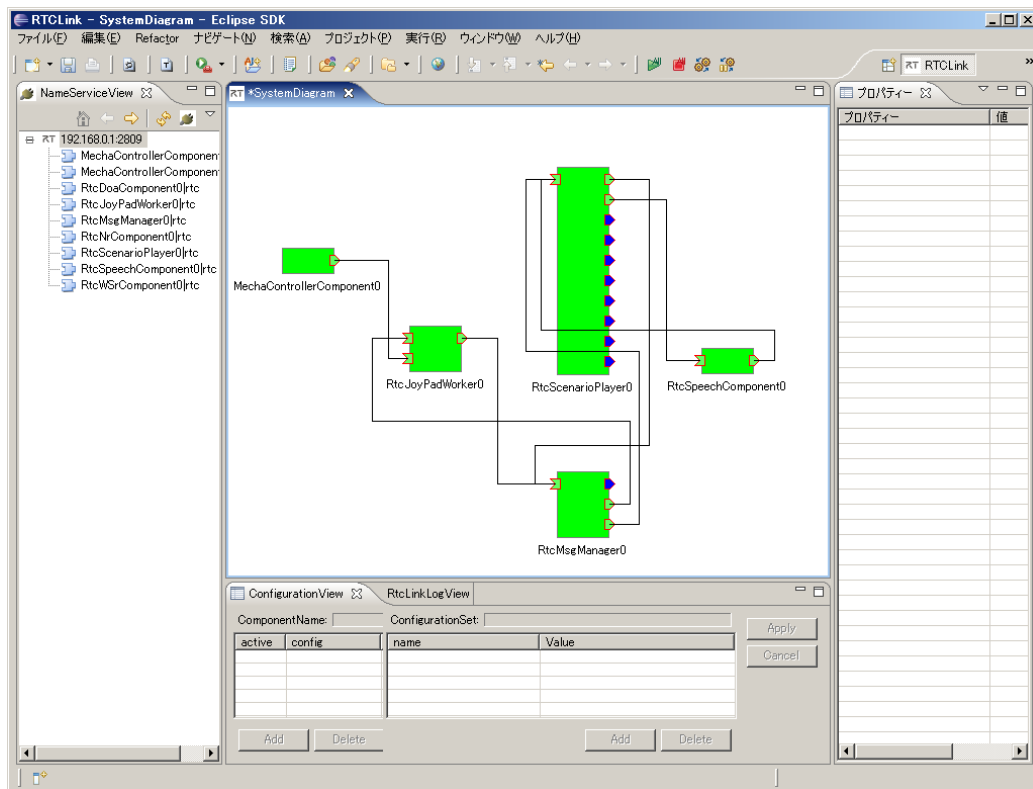 RTCLink - SystemDiagram - Eclipse SDK
ファイル(F) 編集(E) Refactor ナビゲート(N) 検索(A) プロジェクト(P) 実行(R) ウィンドウ(W) ヘルプ(H)
RT RTCLink
NameServiceView
RT *SystemDiagram
プロパティー
プロパティー 値
RT 192.168.0.1:2809
MechaControllerComponen
MechaControllerComponen
RtcDoaComponent0|rtc
RtcJoyPadWorker0|rtc
RtcMsgManager0|rtc
RtcNrComponent0|rtc
RtcScenarioPlayer0|rtc
RtcSpeechComponent0|rtc
RtcWSrComponent0|rtc
MechaControllerComponent0
RtcJoyPadWorker0
RtcScenarioPlayer0
RtcSpeechComponent0
RtcMsgManager0
ConfigurationView RtcLinkLogView
ComponentName: ConfigurationSet:
active config name Value
Apply
Cancel
Add Delete Add Delete